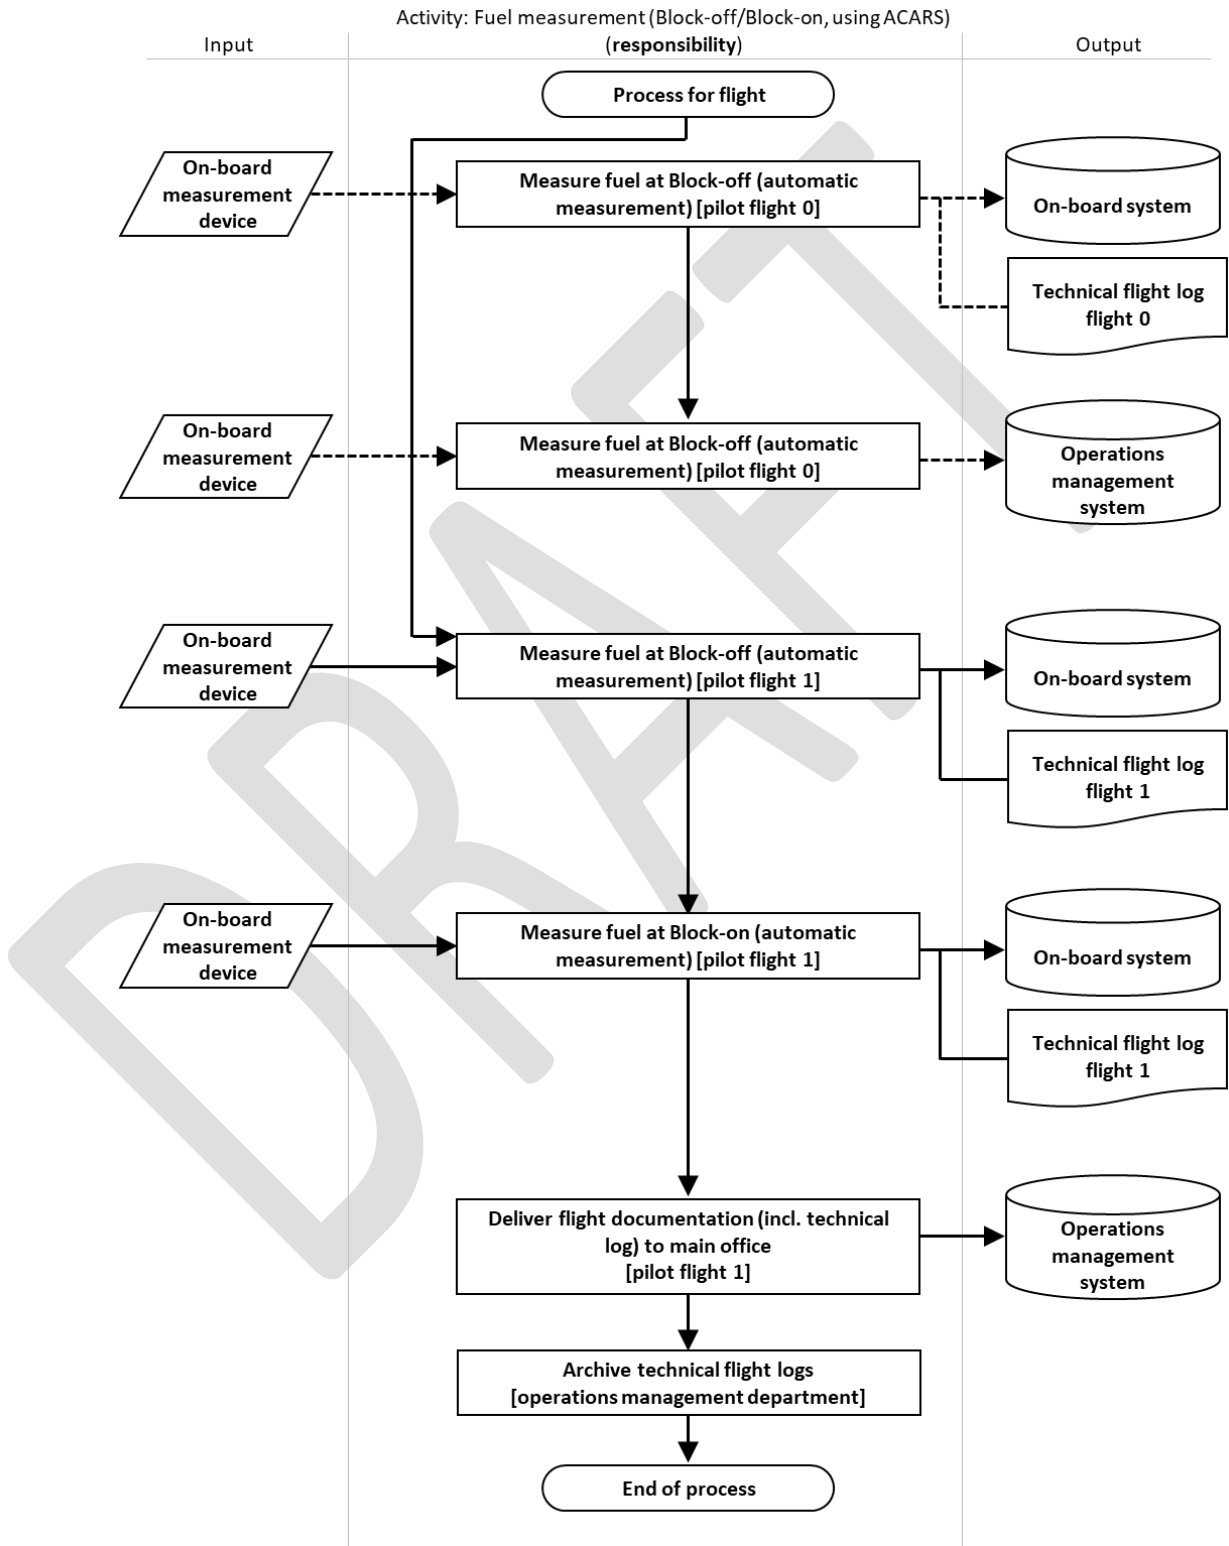 Activity: Fuel measurement (Block-off/Block-on, using ACARS)
Input
(responsibility)
Output
Process for flight
On-board
measurement
device
Measure fuel at Block-off (automatic
measurement) [pilot flight 0]
On-board system
Technical flight log
flight 0
On-board
measurement
device
Measure fuel at Block-off (automatic
measurement) [pilot flight 0]
Operations
management
system
On-board
measurement
device
Measure fuel at Block-off (automatic
measurement) [pilot flight 1]
On-board system
Technical flight log
flight 1
On-board
measurement
device
Measure fuel at Block-on (automatic
measurement) [pilot flight 1]
On-board system
Technical flight log
flight 1
Deliver flight documentation (incl. technical
log) to main office
[pilot flight 1]
Operations
management
system
Archive technical flight logs
[operations management department]
End of process
DRAFT